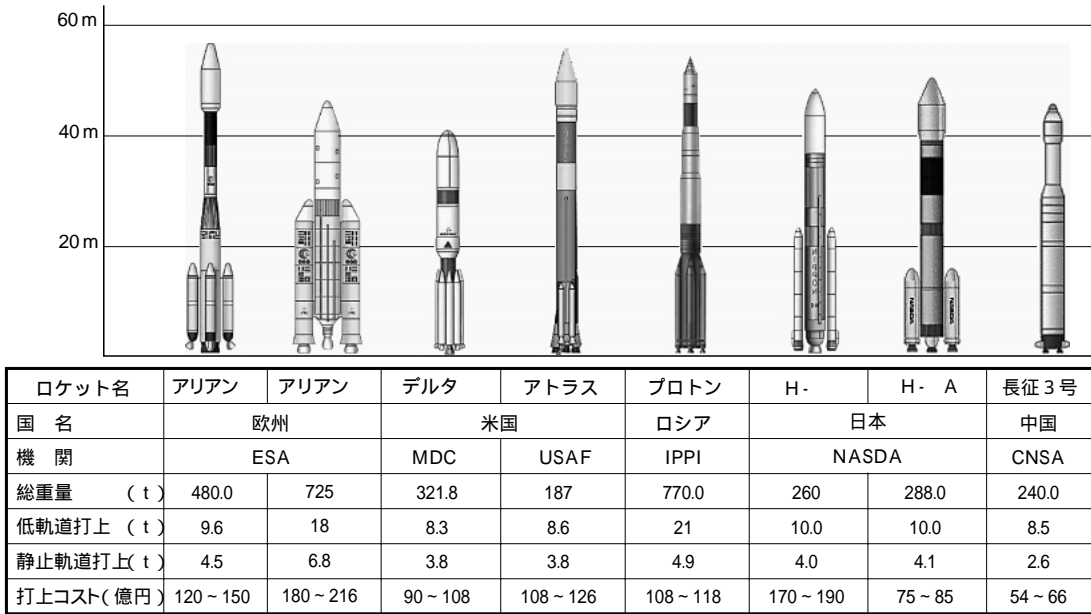 60 m
40 m
20 m
NIPPON
NASDA NASDA
ロケット名 アリアン アリアン デルタ アトラス プロトン H- H- A 長征３号
国 名 欧州 米国 ロシア 日本 中国
機 関 ESA MDC USAF IPPI NASDA CNSA
総重量 ( t ) 480.0 725 321.8 187 770.0 260 288.0 240.0
低軌道打上 ( t ) 9.6 18 8.3 8.6 21 10.0 10.0 8.5
静止軌道打上( t ) 4.5 6.8 3.8 3.8 4.9 4.0 4.1 2.6
打上コスト( 億円 ) 120 ~ 150 180 ~ 216 90 ~ 108 108 ~ 126 108 ~ 118 170 ~ 190 75 ~ 85 54 ~ 66